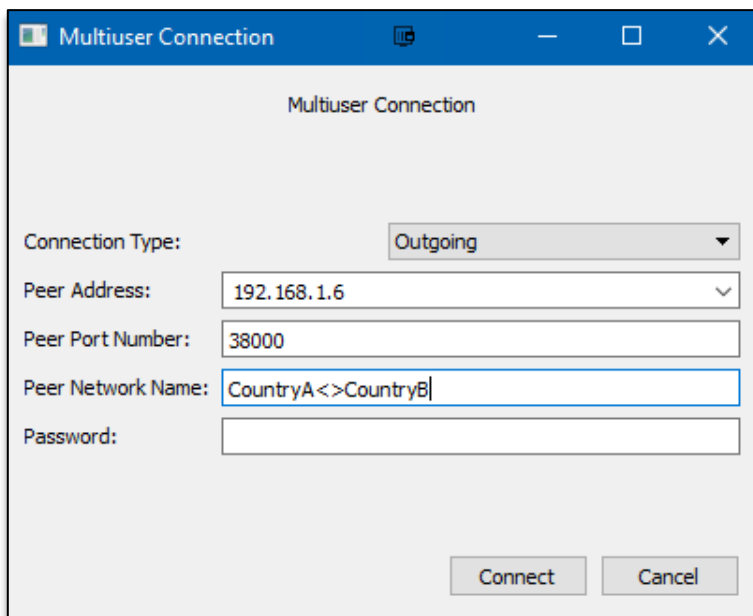 Multiuser Connection
Multiuser Connection
Connection Type: Outgoing
Peer Address: 192.168.1.6
Peer Port Number: 38000
Peer Network Name: CountryA<>CountryB
Password:
Connect Cancel